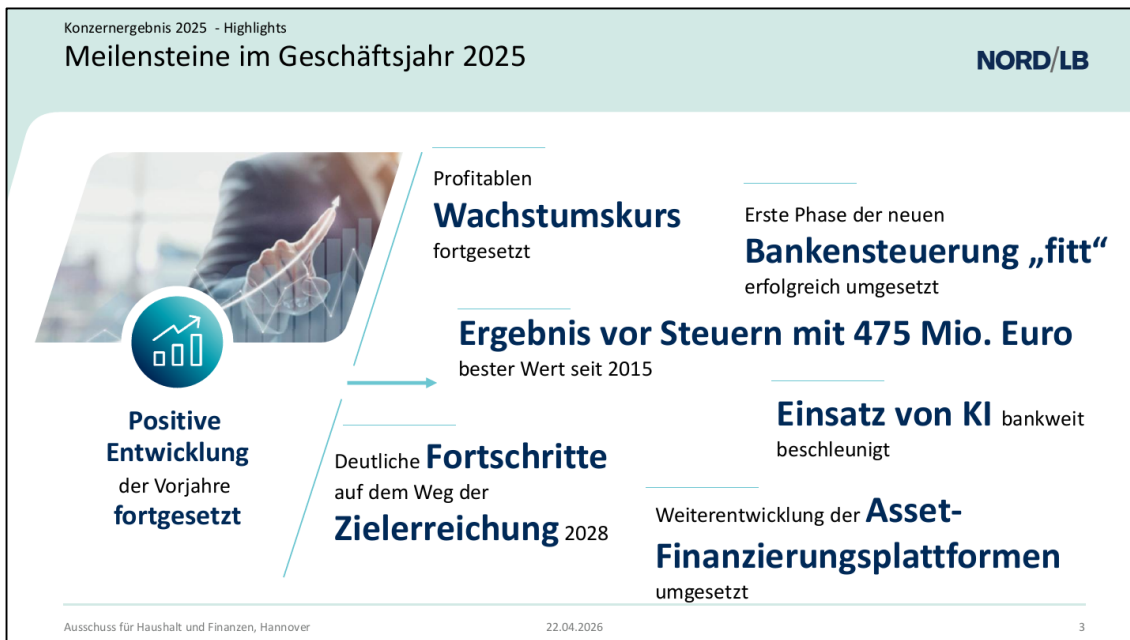 Konzernergebnis 2025 - Highlights
Meilensteine im Geschäftsjahr 2025
NORD/LB
Positive
Entwicklung
der Vorjahre
fortgesetzt
Profitablen
Wachstumskurs
fortgesetzt
Erste Phase der neuen
Bankensteuerung „fitt“
erfolgreich umgesetzt
Ergebnis vor Steuern mit 475 Mio. Euro
bester Wert seit 2015
Einsatz von KI bankweit
beschleunigt
Deutliche Fortschritte
auf dem Weg der
Zielerreichung 2028
Weiterentwicklung der Asset-
Finanzierungsplattformen
umgesetzt
Ausschuss für Haushalt und Finanzen, Hannover
22.04.2026
3